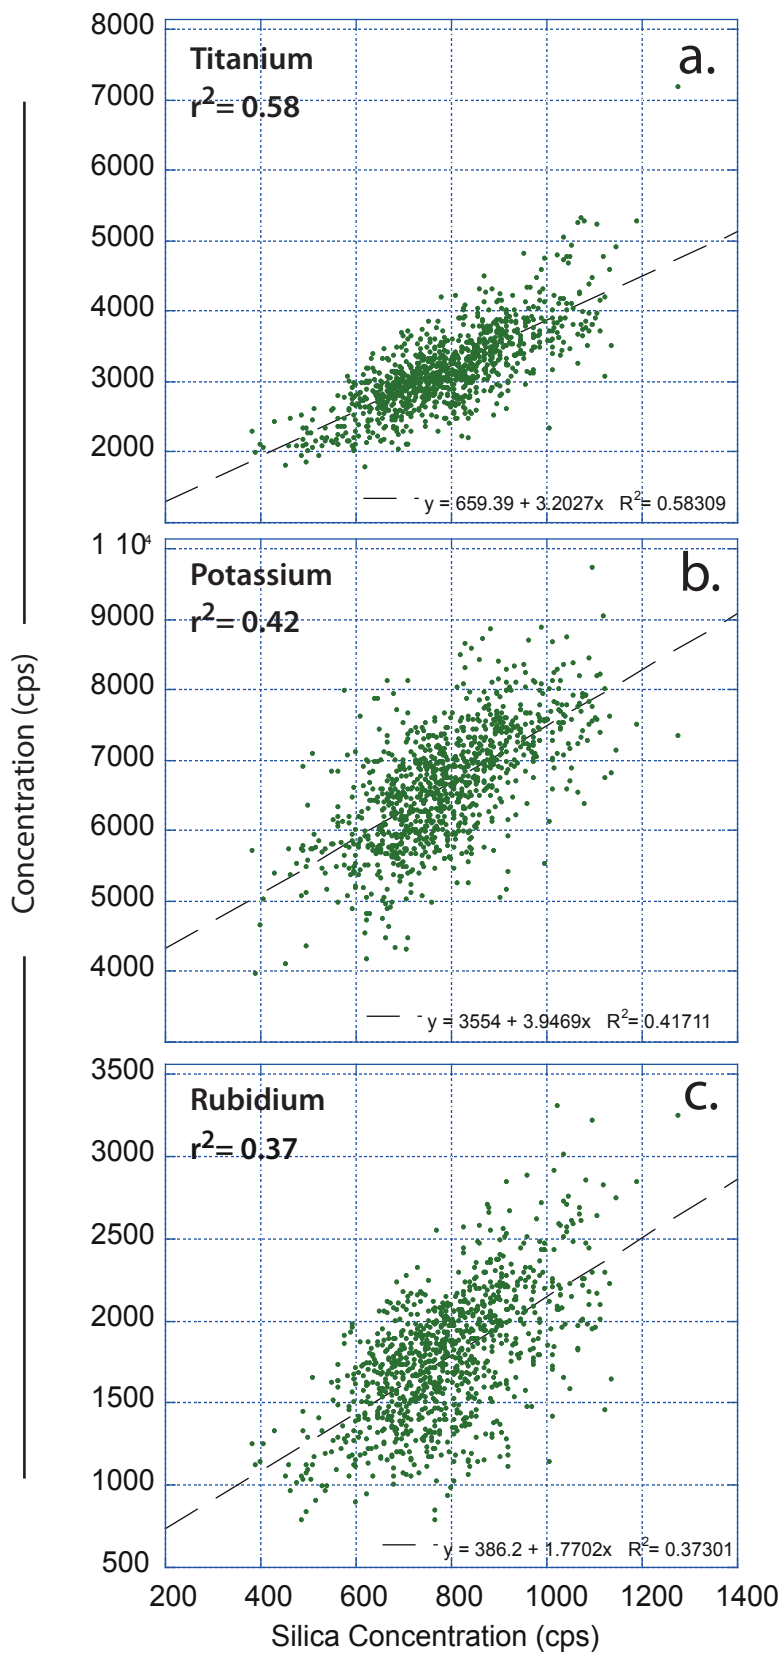 8000
Titanium
a.
r2= 0.58
7000
6000
5000
4000
3000
2000
y = 659.39 + 3.2027x R2= 0.58309
1 104
Potassium
b.
r2= 0.42
9000
8000
7000
6000
5000
4000
y = 3554 + 3.9469x R2= 0.41711
Concentration (cps)
3500
Rubidium
c.
r2= 0.37
3000
2500
2000
1500
1000
500
y = 386.2 + 1.7702x R2= 0.37301
200 400 600 800 1000 1200 1400
Silica Concentration (cps)